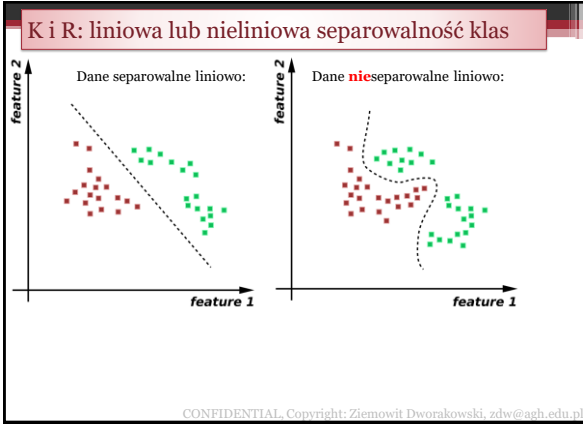 K i R: liniowa lub nieliniowa separowalność klas
Dane separowalne liniowo:
feature 2
feature 1
Dane nieseparowalne liniowo:
feature 2
feature 1
CONFIDENTIAL, Copyright: Ziemowit Dworakowski, zdw@agh.edu.pl